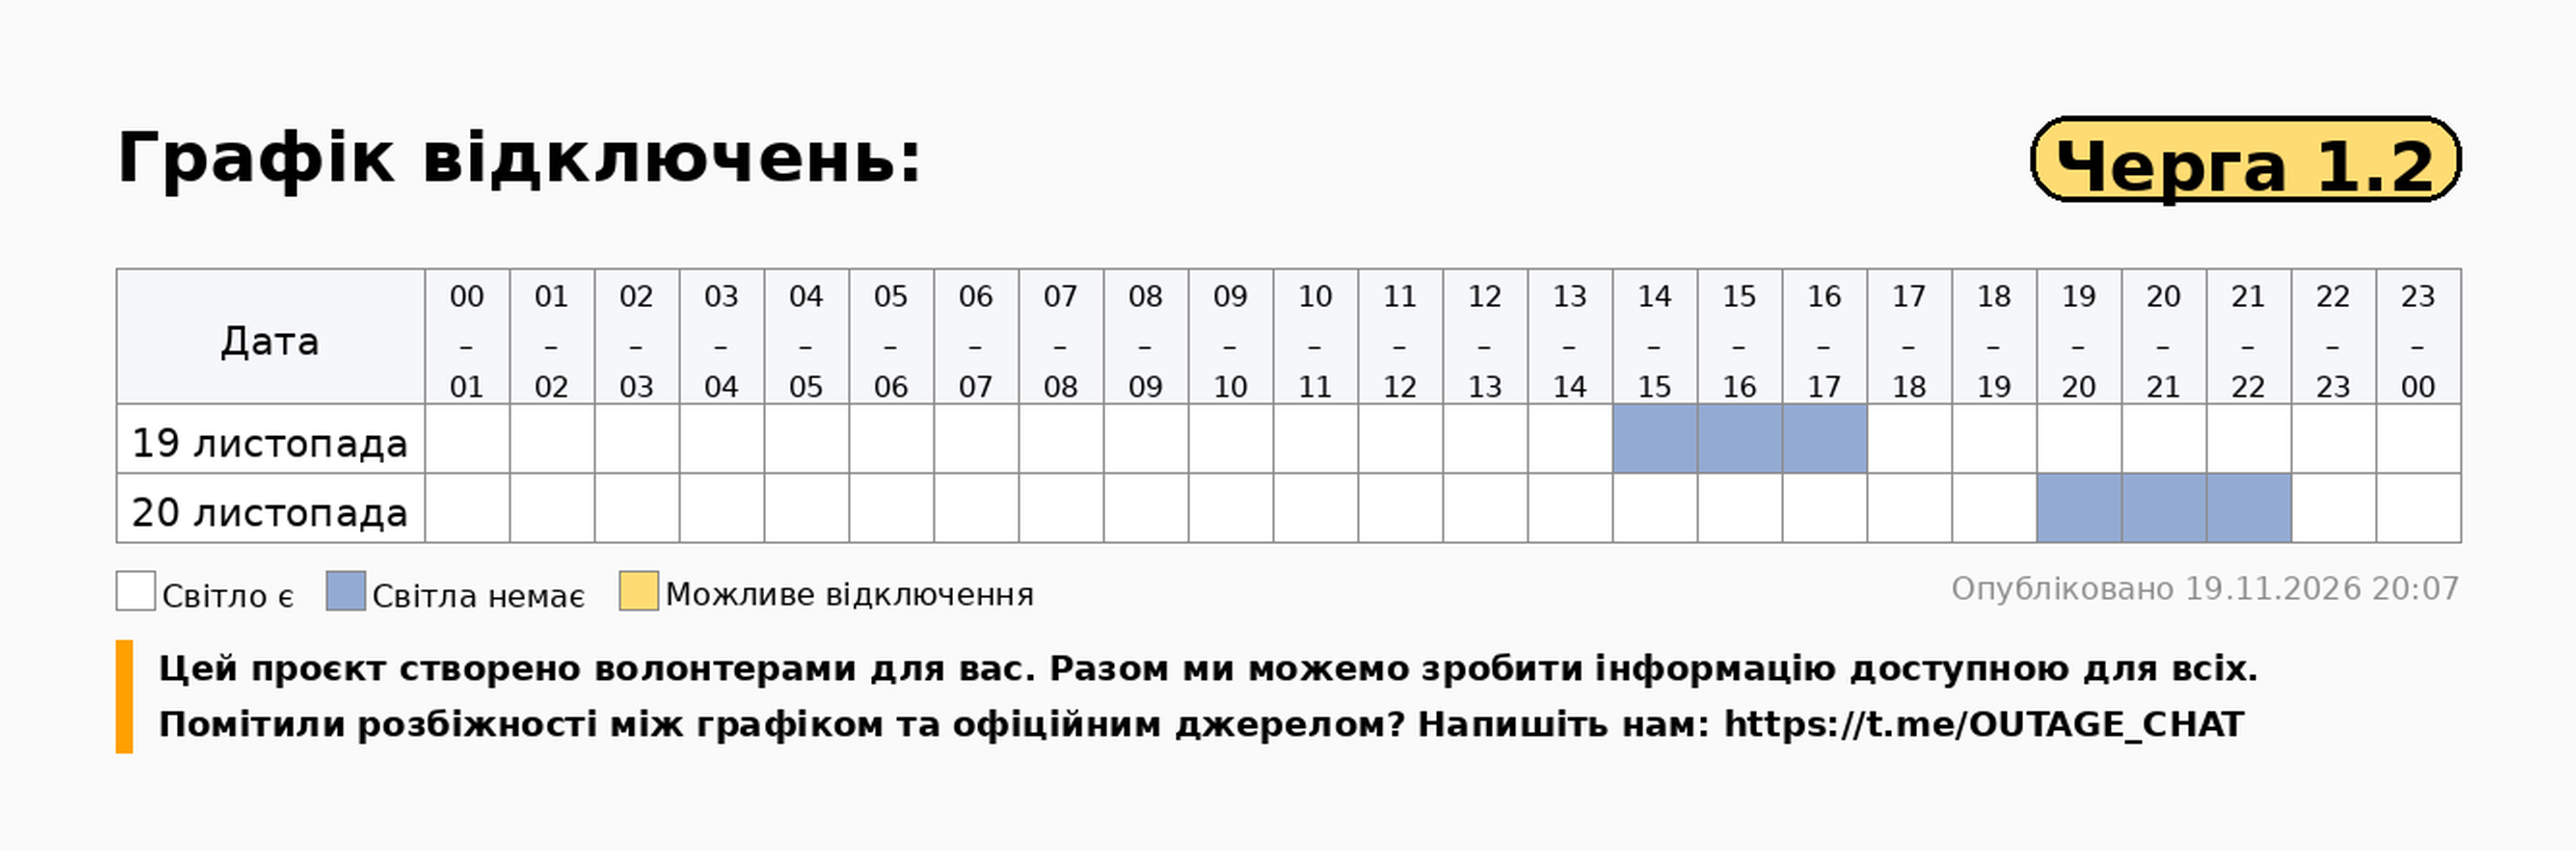 Графік відключень:
Черга 1.2
Дата 00 – 01 01 – 02 02 – 03 03 – 04 04 – 05 05 – 06 06 – 07 07 – 08 08 – 09 09 – 10 10 – 11 11 – 12 12 – 13 13 – 14 14 – 15 15 – 16 16 – 17 17 – 18 18 – 19 19 – 20 20 – 21 21 – 22 22 – 23 23 – 00
19 листопада
20 листопада
Світло є Світла немає Можливе відключення
Опубліковано 19.11.2026 20:07
Цей проєкт створено волонтерами для вас. Разом ми можемо зробити інформацію доступною для всіх.
Помітили розбіжності між графіком та офіційним джерелом? Напишіть нам: https://t.me/OUTAGE_CHAT